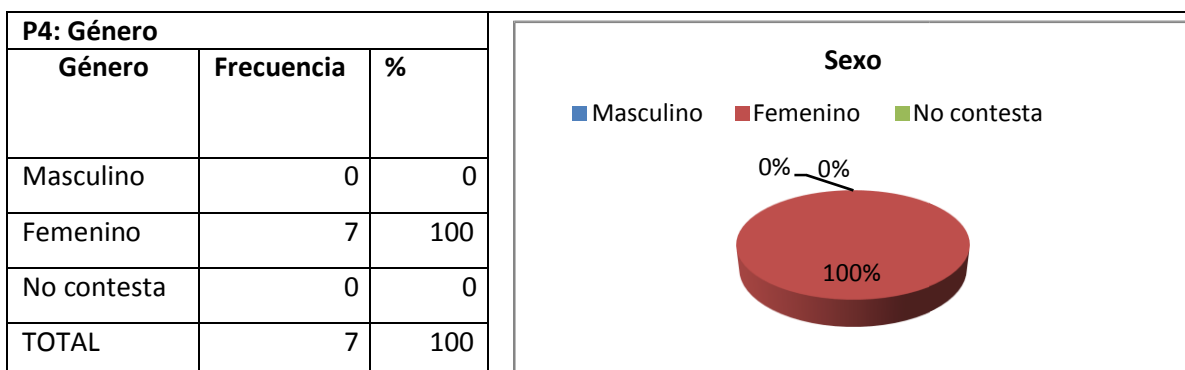 P4: Género
Género Frecuencia %
Masculino 0 0
Femenino 7 100
No contesta 0 0
TOTAL 7 100
Sexo
Masculino Femenino No contesta
0% 0%
100%